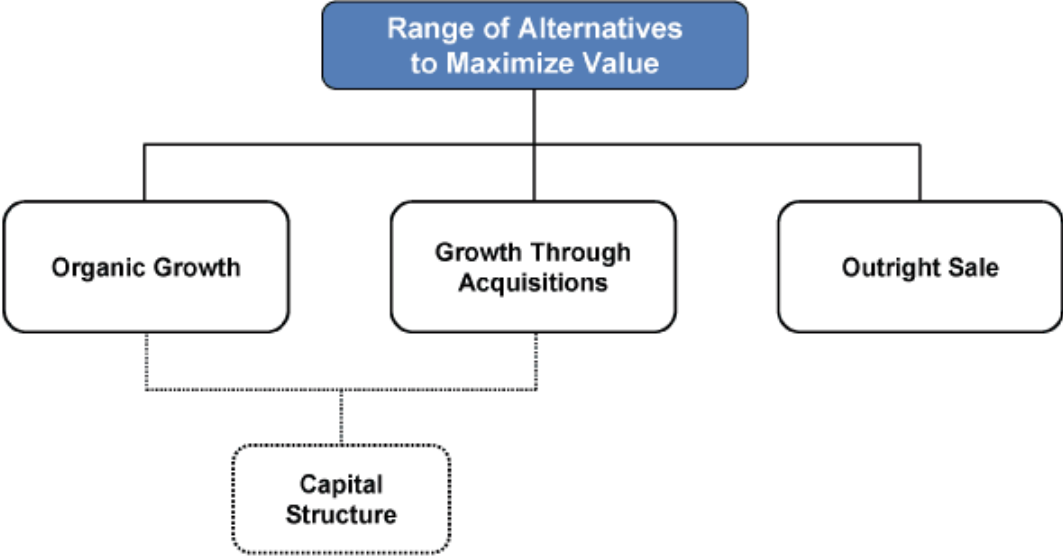 Range of Alternatives
to Maximize Value
Organic Growth
Growth Through
Acquisitions
Outright Sale
Capital
Structure